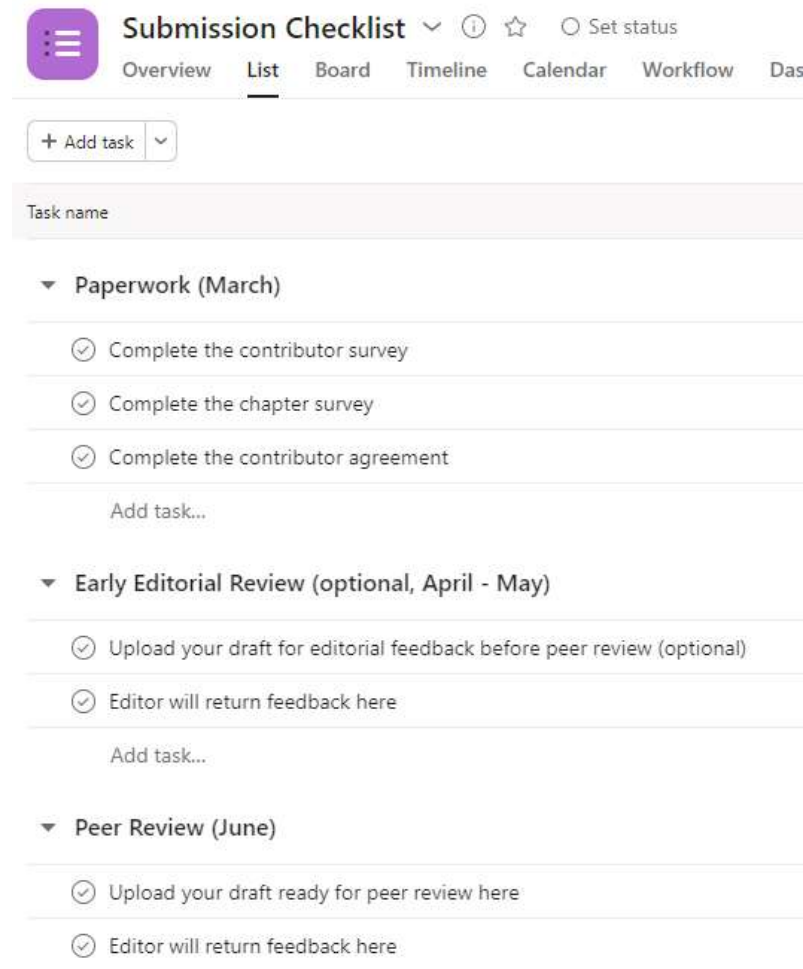 Submission Checklist Set status
Overview List Board Timeline Calendar Workflow Das
+ Add task
Task name
Paperwork (March)
Complete the contributor survey
Complete the chapter survey
Complete the contributor agreement
Add task...
Early Editorial Review (optional, April - May)
Upload your draft for editorial feedback before peer review (optional)
Editor will return feedback here
Add task...
Peer Review (June)
Upload your draft ready for peer review here
Editor will return feedback here